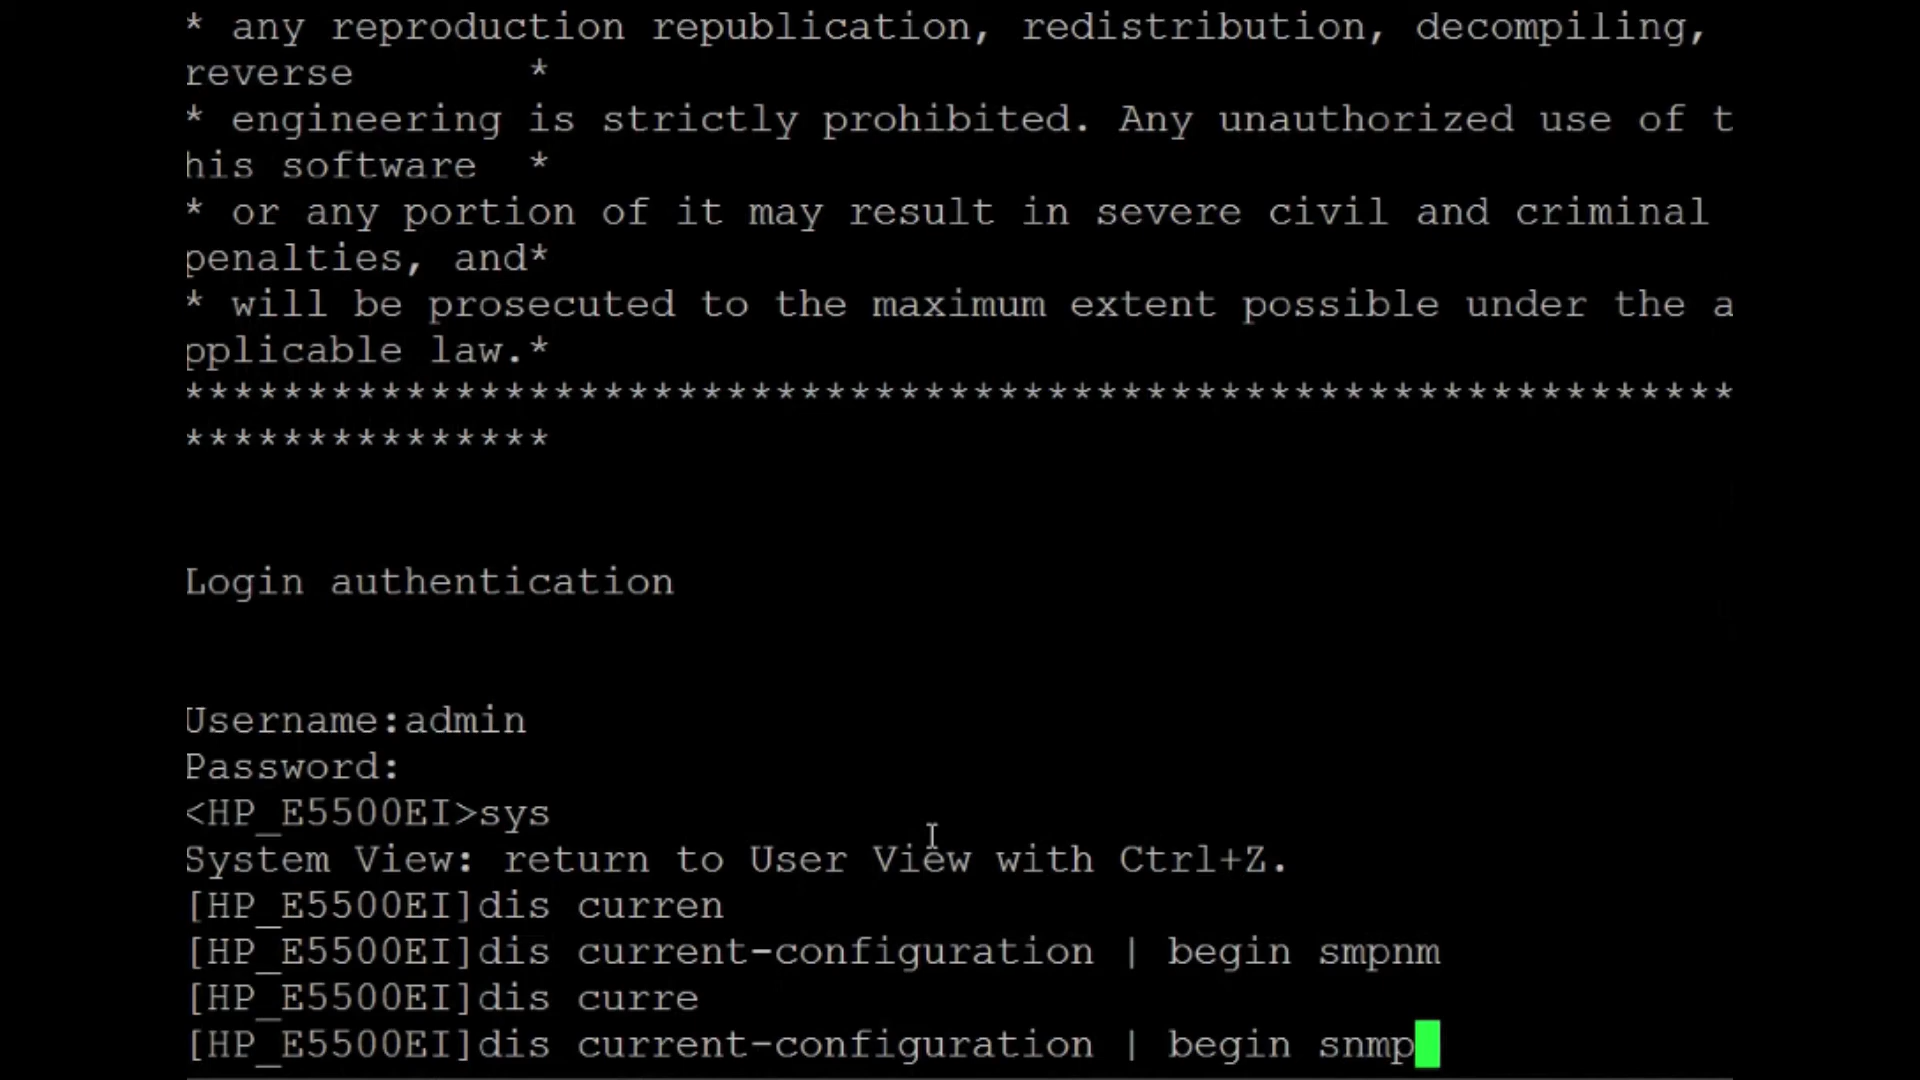 * any reproduction republication, redistribution, decompiling,
reverse       *
* engineering is strictly prohibited. Any unauthorized use of t
his software  *
* or any portion of it may result in severe civil and criminal
penalties, and*
* will be prosecuted to the maximum extent possible under the a
pplicable law.*
***************************************************************
***************
Login authentication
Username:admin
Password:
<HP_E5500EI>sys
System View: return to User View with Ctrl+Z.
[HP_E5500EI]dis curren
[HP_E5500EI]dis current-configuration | begin smpnm
[HP_E5500EI]dis curre
[HP_E5500EI]dis current-configuration | begin snmp